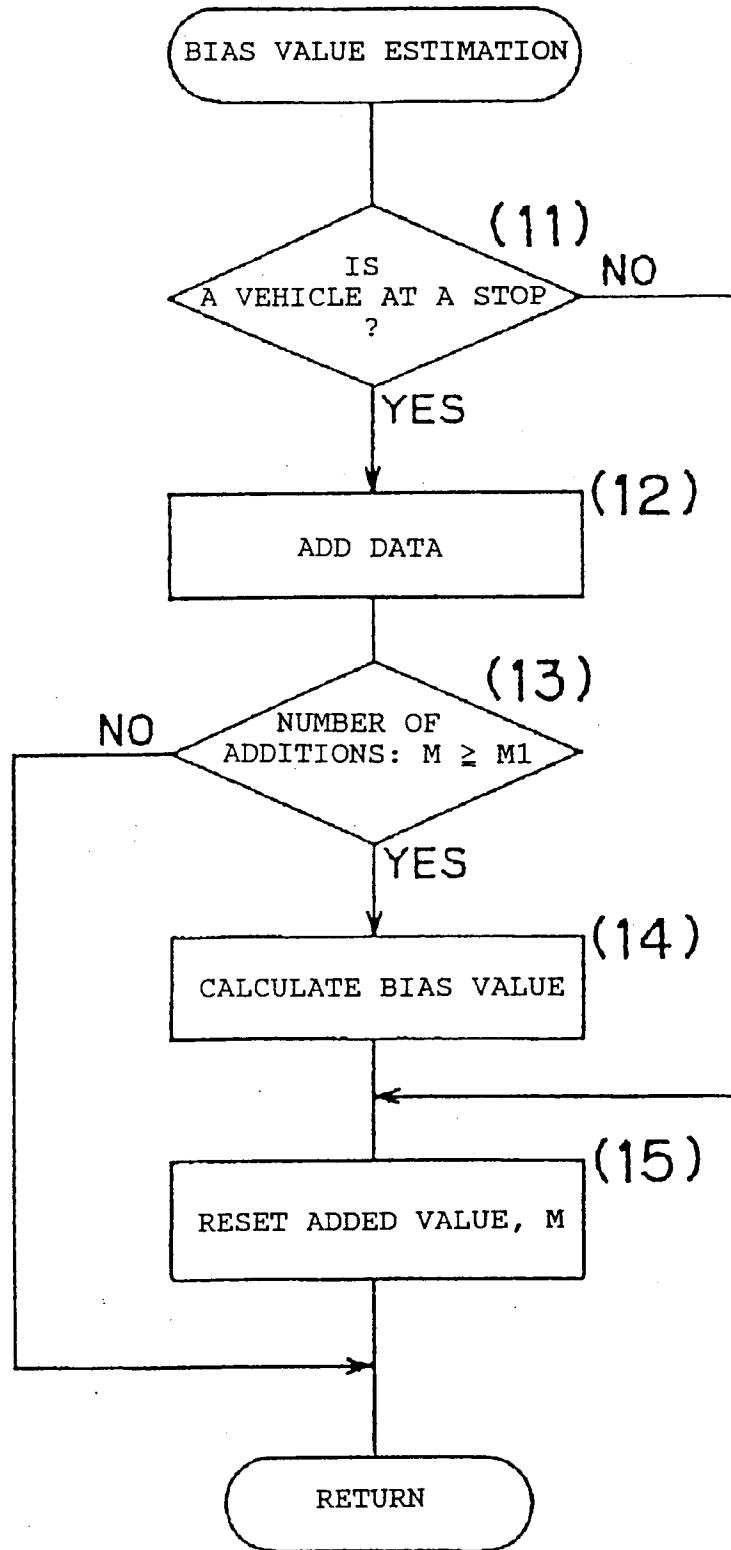 BIAS VALUE ESTIMATION
(11)
IS
A VEHICLE AT A STOP
?
NO
YES
(12)
ADD DATA
(13)
NUMBER OF
ADDITIONS: M ≧ M1
NO
YES
(14)
CALCULATE BIAS VALUE
(15)
RESET ADDED VALUE, M
RETURN